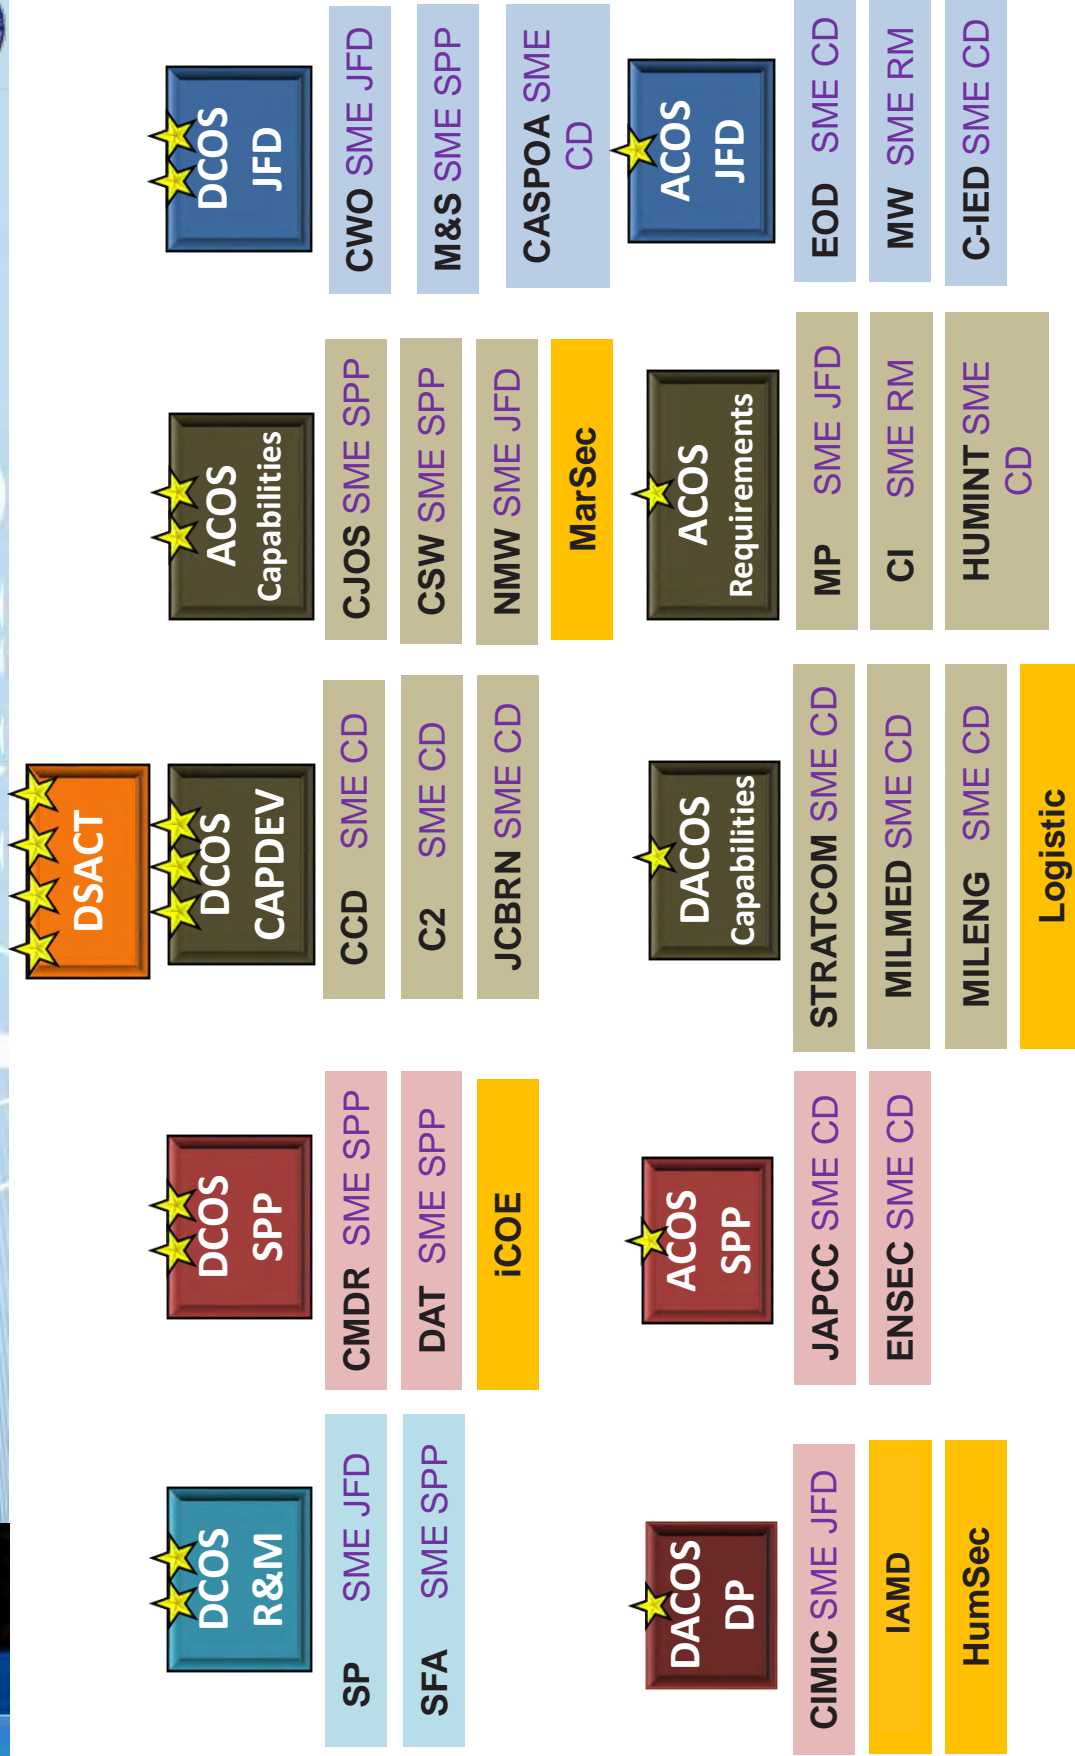 DSACT
DCOS
R&M
SP SME JFD
SFA SME SPP
DCOS
SPP
CMDR SME SPP
DAT SME SPP
iCOE
DCOS
CAPDEV
CCD SME CD
C2 SME CD
JCBRN SME CD
ACOS
Capabilities
CJOS SME SPP
CSW SME SPP
NMW SME JFD
MarSec
DCOS
JFD
CWO SME JFD
M&S SME SPP
CASPOA SME
CD
DACOS
DP
CIMIC SME JFD
IAMD
HumSec
ACOS
SPP
JAPCC SME CD
ENSEC SME CD
DACOS
Capabilities
STRATCOM SME CD
MILMED SME CD
MILENG SME CD
Logistic
ACOS
Requirements
MP SME JFD
CI SME RM
HUMINT SME
CD
ACOS
JFD
EOD SME CD
MW SME RM
C-IED SME CD